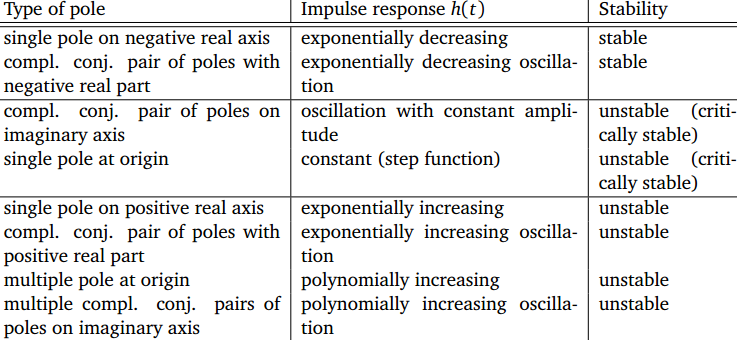 Type of pole Impulse response h(t) Stability
single pole on negative real axis exponentially decreasing stable
compl. conj. pair of poles with exponentially decreasing oscilla- stable
negative real part tion
compl. conj. pair of poles on oscillation with constant ampli- unstable (criti-
imaginary axis tude cally stable)
single pole at origin constant (step function) unstable (criti-
cally stable)
single pole on positive real axis exponentially increasing unstable
compl. conj. pair of poles with exponentially increasing oscilla- unstable
positive real part tion
multiple pole at origin polynomially increasing unstable
multiple compl. conj. pairs of polynomially increasing oscilla- unstable
poles on imaginary axis tion